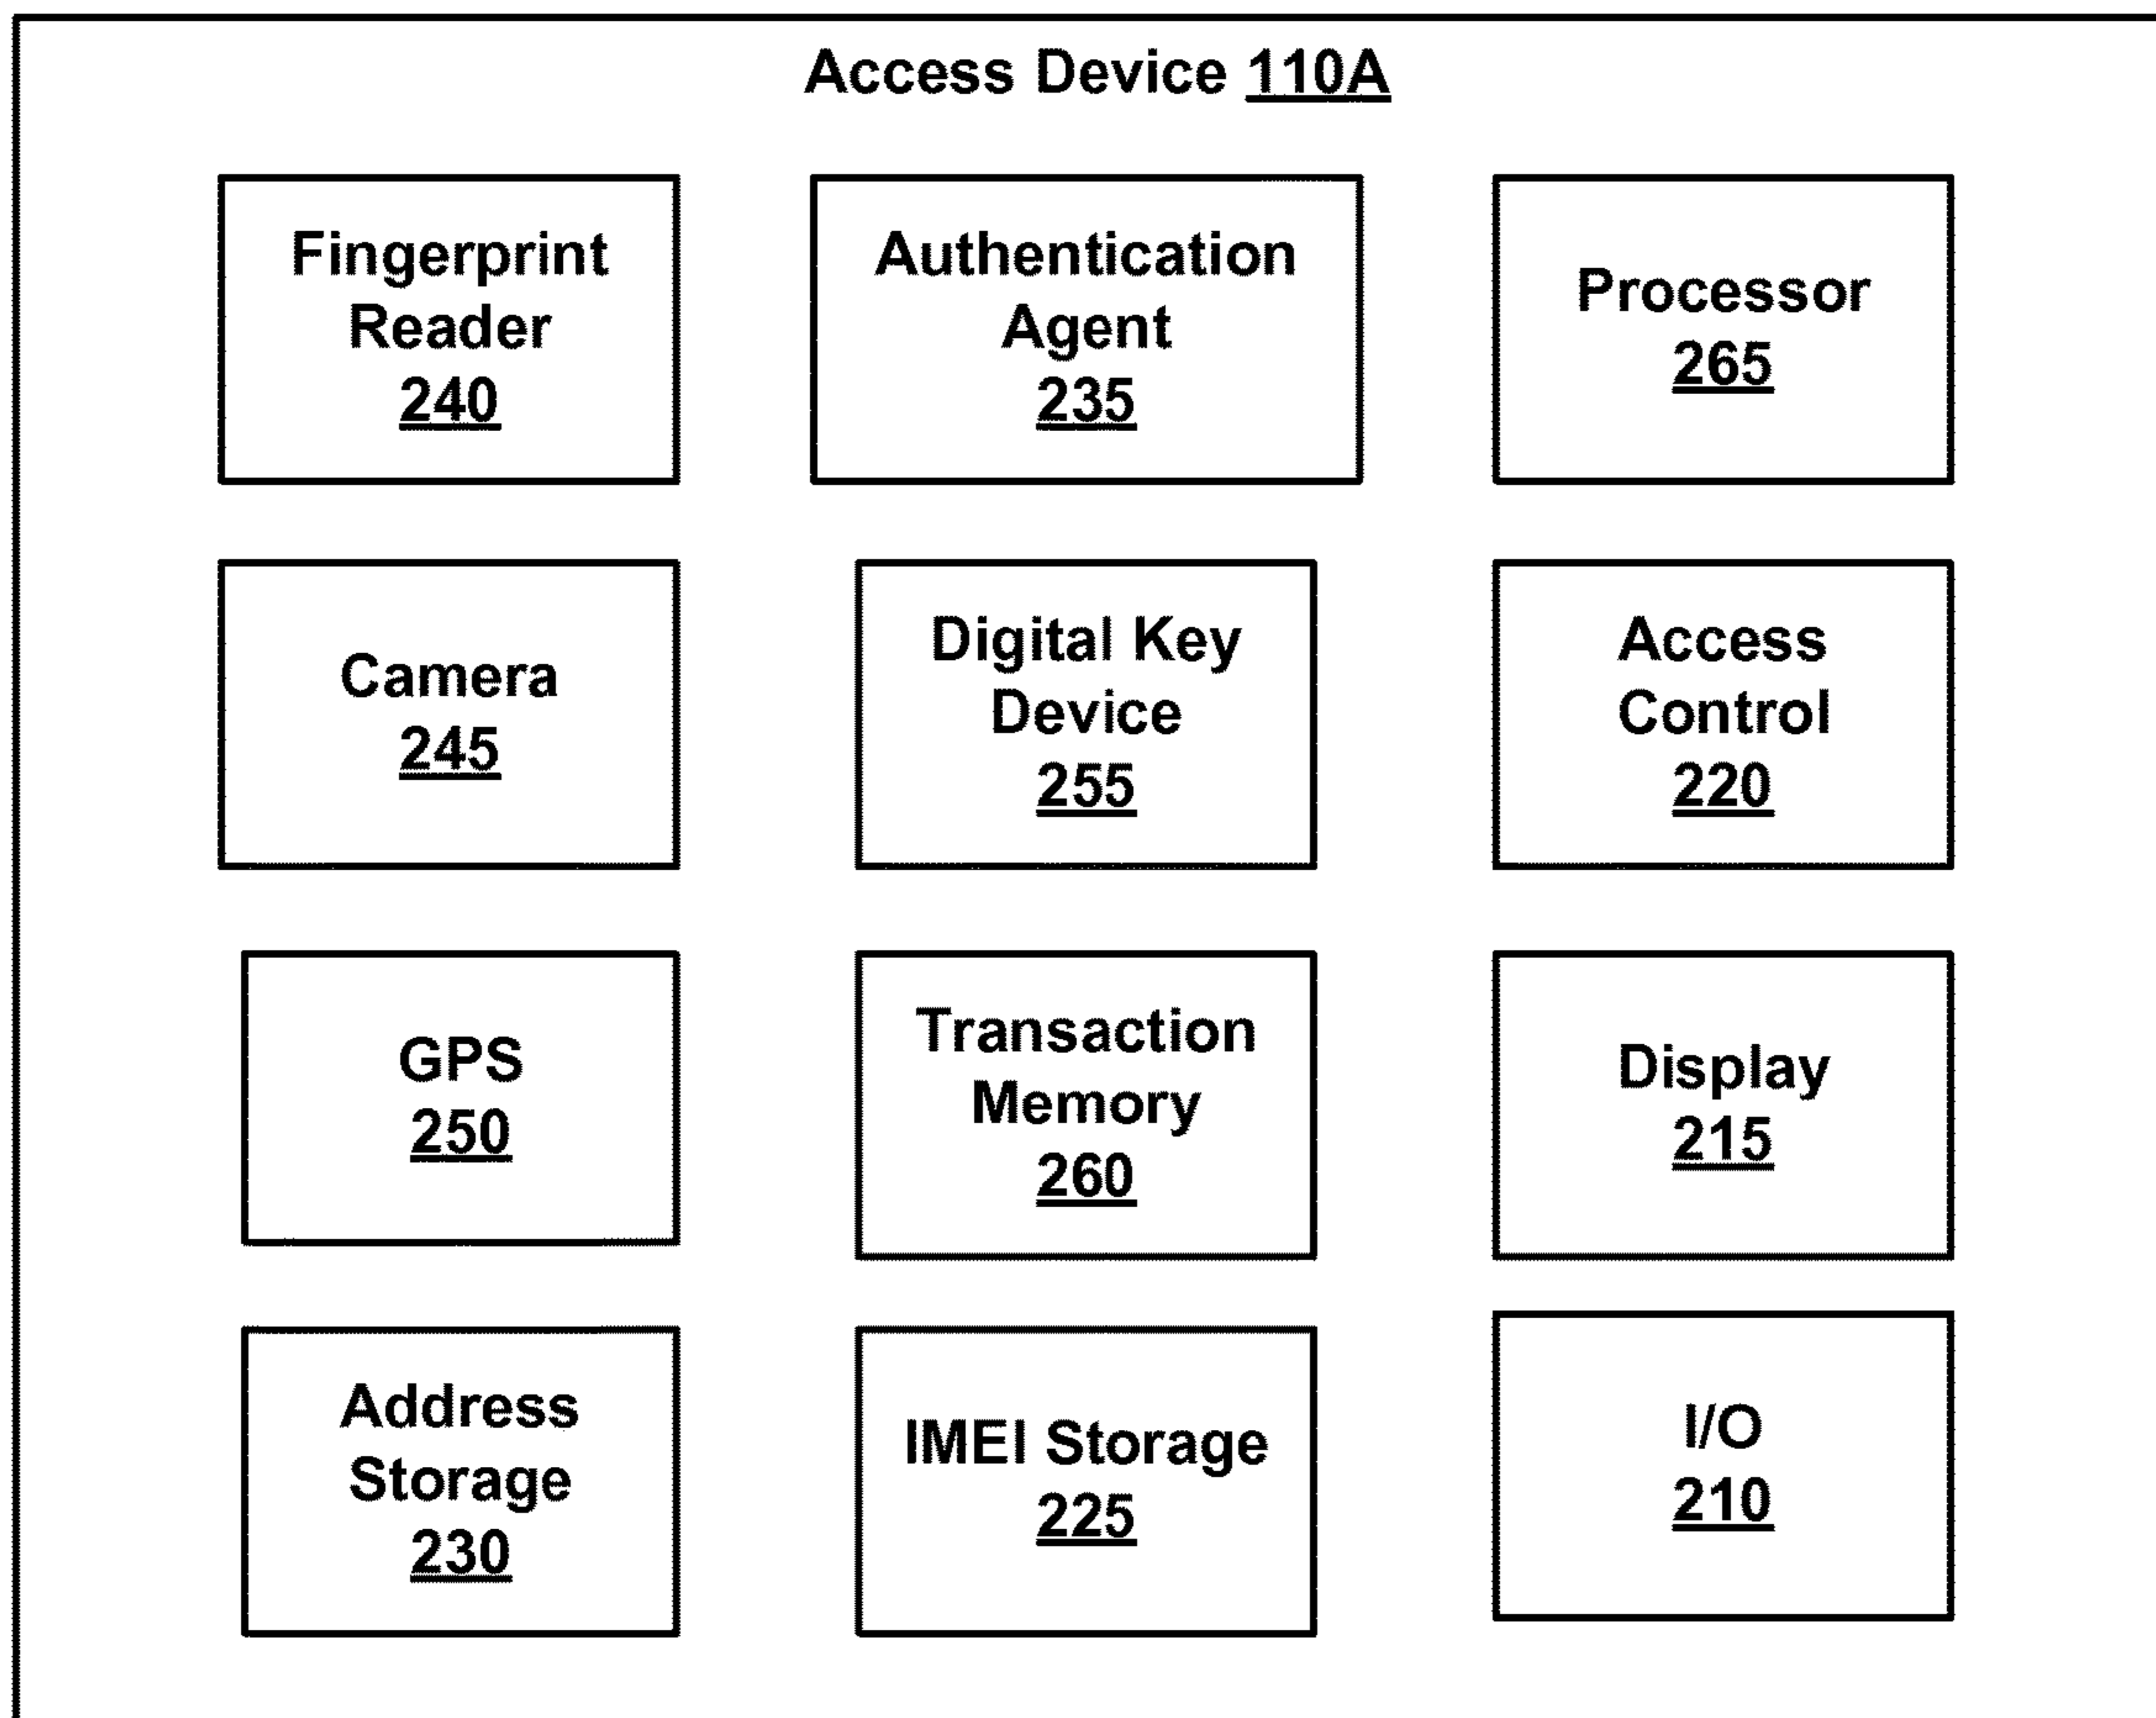 Access Device 110A
Fingerprint
Reader
240
Authentication
Agent
235
Processor
265
Camera
245
Digital Key
Device
255
Access
Control
220
GPS
250
Transaction
Memory
260
Display
215
Address
Storage
230
IMEI Storage
225
I/O
210